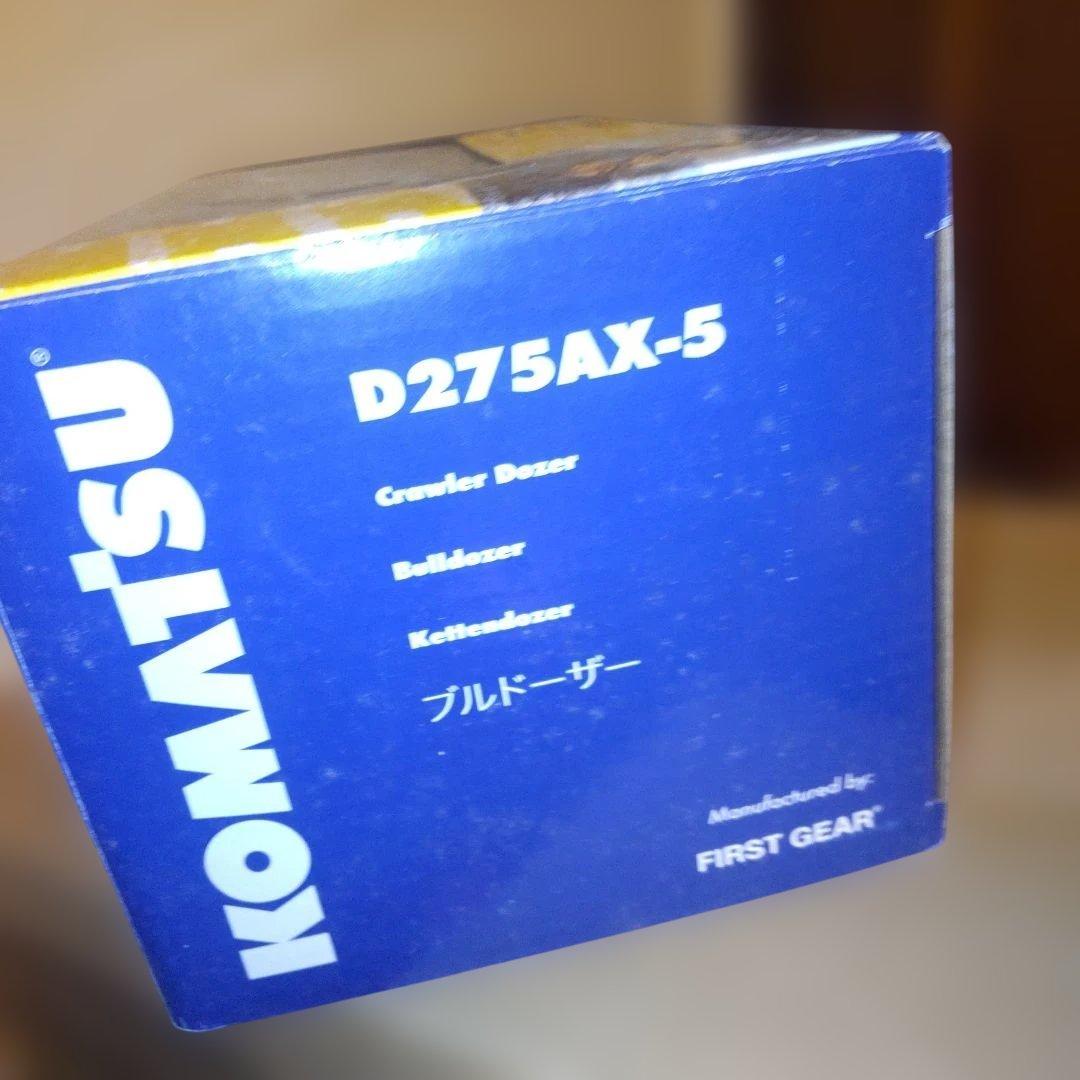 KOMATSU®
D275AX-5
Crawler Dozer
Bulldozer
Kettendozer
ブルドーザー
Manufactured by:
FIRST GEAR®